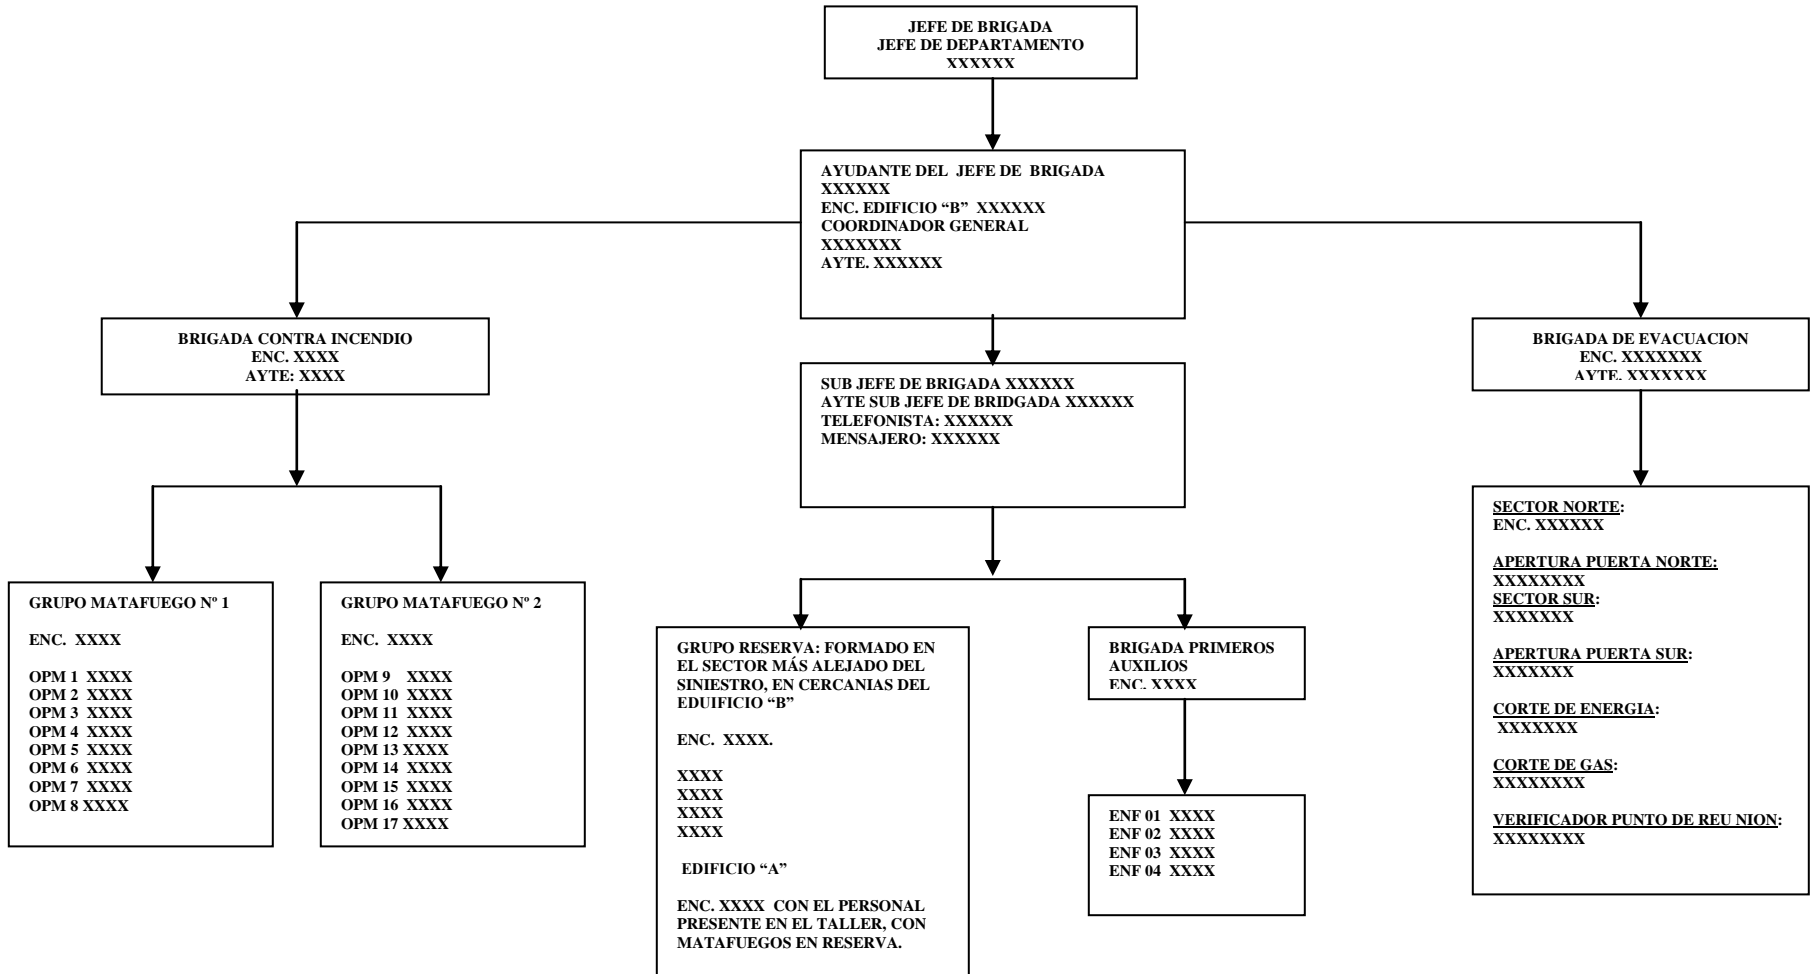 JEFE DE BRIGADA
JEFE DE DEPARTAMENTO
XXXXXX
AYUDANTE DEL JEFE DE BRIGADA
XXXXXX
ENC. EDIFICIO “B” XXXXXX
COORDINADOR GENERAL
XXXXXXX
AYTE. XXXXXX
BRIGADA CONTRA INCENDIO
ENC. XXXX
AYTE: XXXX
SUB JEFE DE BRIGADA XXXXXX
AYTE SUB JEFE DE BRIDGADA XXXXXX
TELEFONISTA: XXXXXX
MENSAJERO: XXXXXX
BRIGADA DE EVACUACION
ENC. XXXXXXX
AYTE. XXXXXXX
GRUPO MATAFUEGO Nº 1
ENC. XXXX
OPM 1 XXXX
OPM 2 XXXX
OPM 3 XXXX
OPM 4 XXXX
OPM 5 XXXX
OPM 6 XXXX
OPM 7 XXXX
OPM 8 XXXX
GRUPO MATAFUEGO Nº 2
ENC. XXXX
OPM 9 XXXX
OPM 10 XXXX
OPM 11 XXXX
OPM 12 XXXX
OPM 13 XXXX
OPM 14 XXXX
OPM 15 XXXX
OPM 16 XXXX
OPM 17 XXXX
GRUPO RESERVA: FORMADO EN
EL SECTOR MÁS ALEJADO DEL
SINIESTRO, EN CERCANIAS DEL
EDUIFICIO “B”
ENC. XXXX.
XXXX
XXXX
XXXX
XXXX
EDIFICIO “A”
ENC. XXXX CON EL PERSONAL
PRESENTE EN EL TALLER, CON
MATAFUEGOS EN RESERVA.
BRIGADA PRIMEROS
AUXILIOS
ENC. XXXX
ENF 01 XXXX
ENF 02 XXXX
ENF 03 XXXX
ENF 04 XXXX
SECTOR NORTE:
ENC. XXXXXX
APERTURA PUERTA NORTE:
XXXXXXXX
SECTOR SUR:
XXXXXXX
APERTURA PUERTA SUR:
XXXXXXX
CORTE DE ENERGIA:
XXXXXXX
CORTE DE GAS:
XXXXXXXX
VERIFICADOR PUNTO DE REU NION:
XXXXXXXX